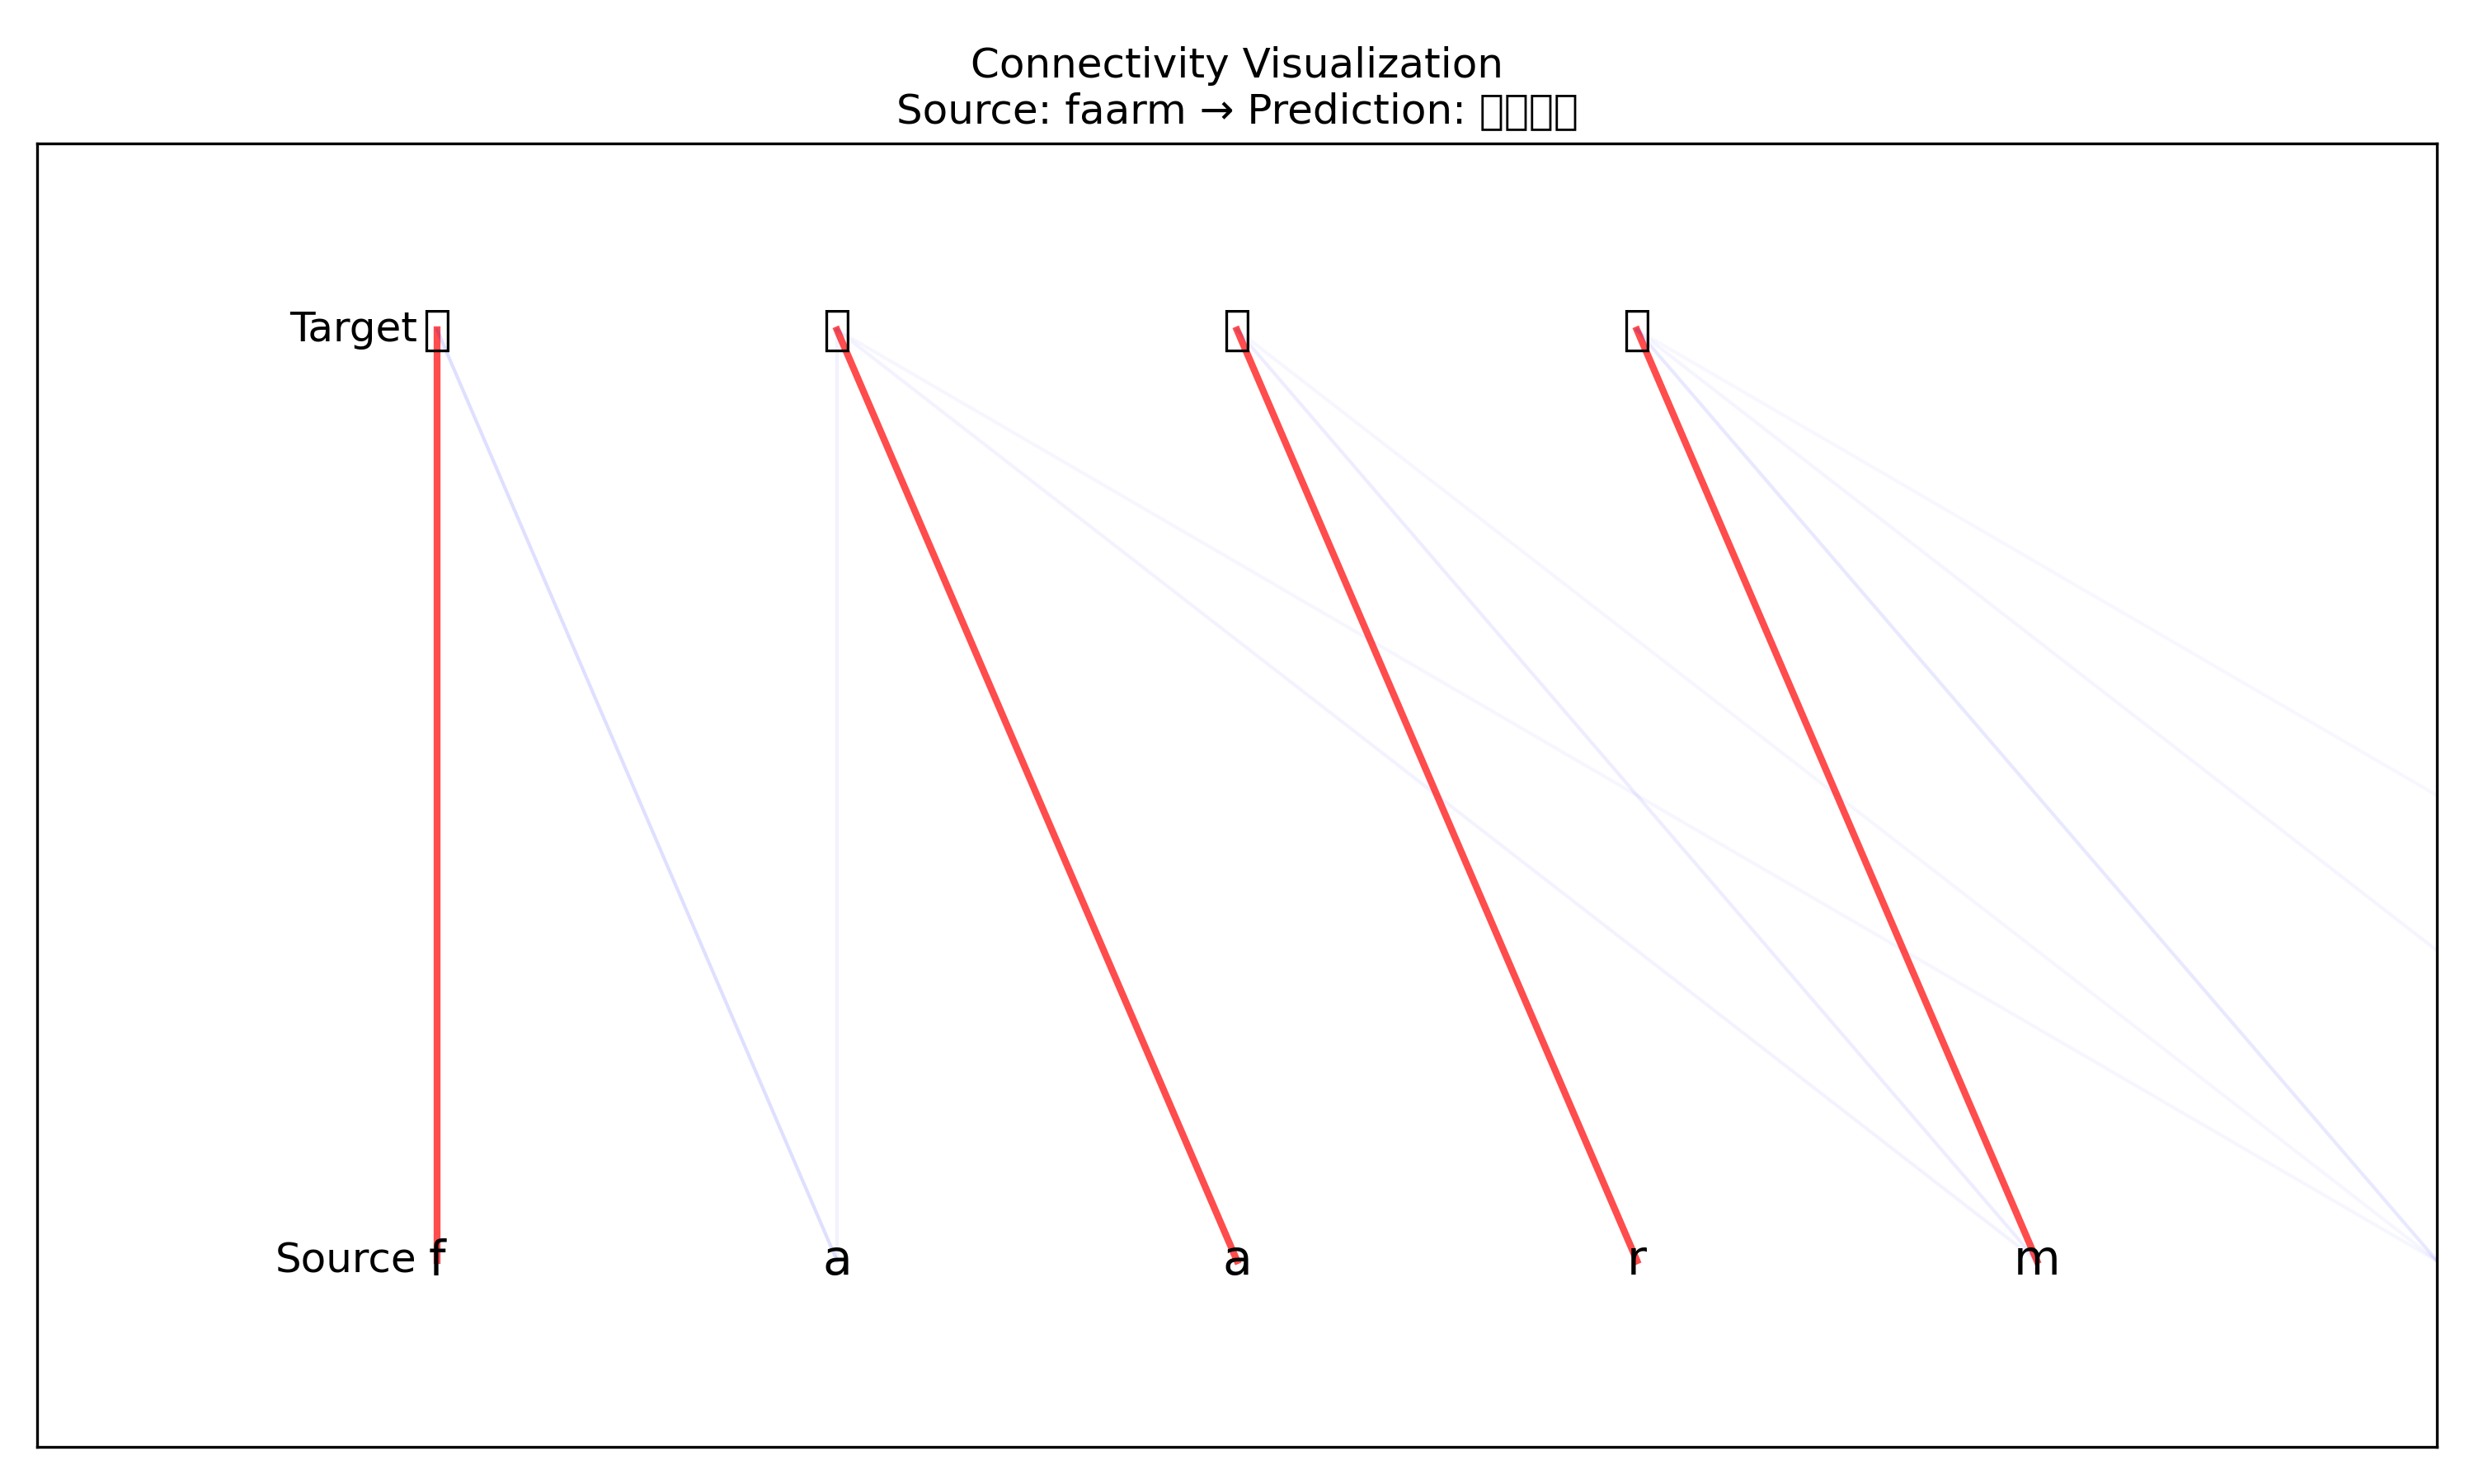 Connectivity Visualization
Source: faarm → Prediction:
Target
Source f a a r m